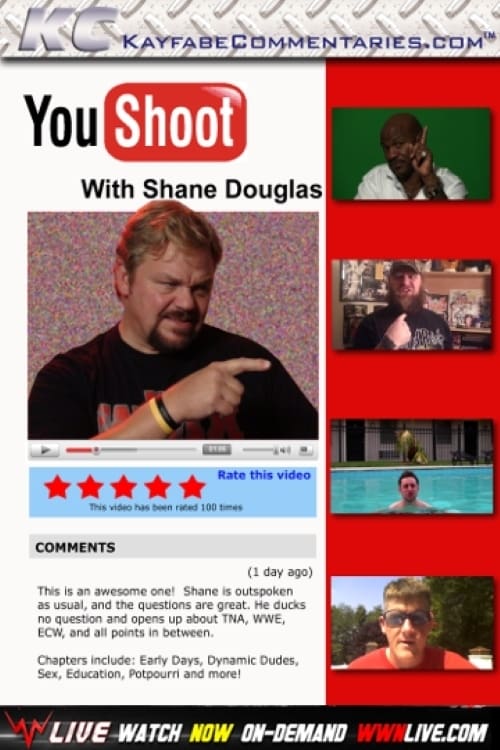 KC KAYFABECOMMENTARIES.COM™
You Shoot
With Shane Douglas
Rate this video
This video has been rated 100 times
COMMENTS
(1 day ago)
This is an awesome one! Shane is outspoken
as usual, and the questions are great. He ducks
no question and opens up about TNA, WWE,
ECW, and all points in between.
Chapters include: Early Days, Dynamic Dudes,
Sex, Education, Potpourri and more!
LIVE WATCH NOW ON-DEMAND WWNLIVE.COM